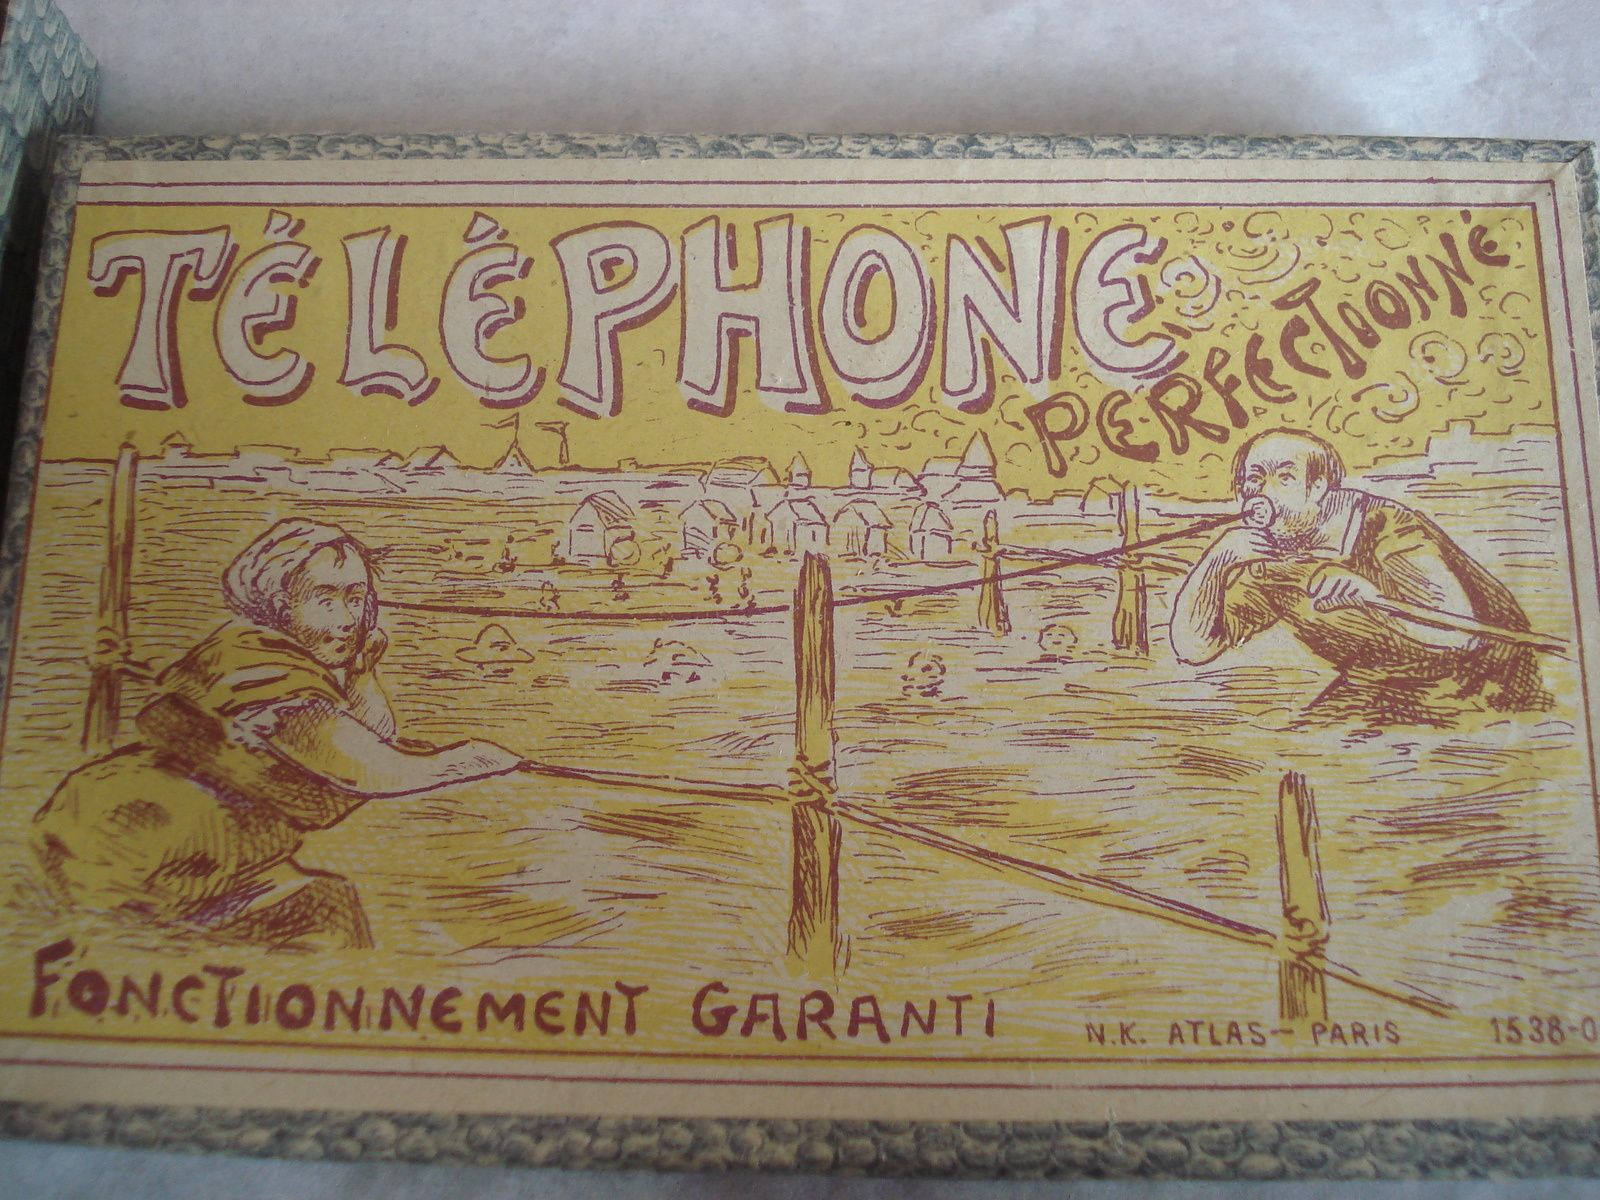 TÉLÉPHONE
PERFECTIONNÉ
FONCTIONNEMENT GARANTI
N.K. ATLAS - PARIS
1538-0